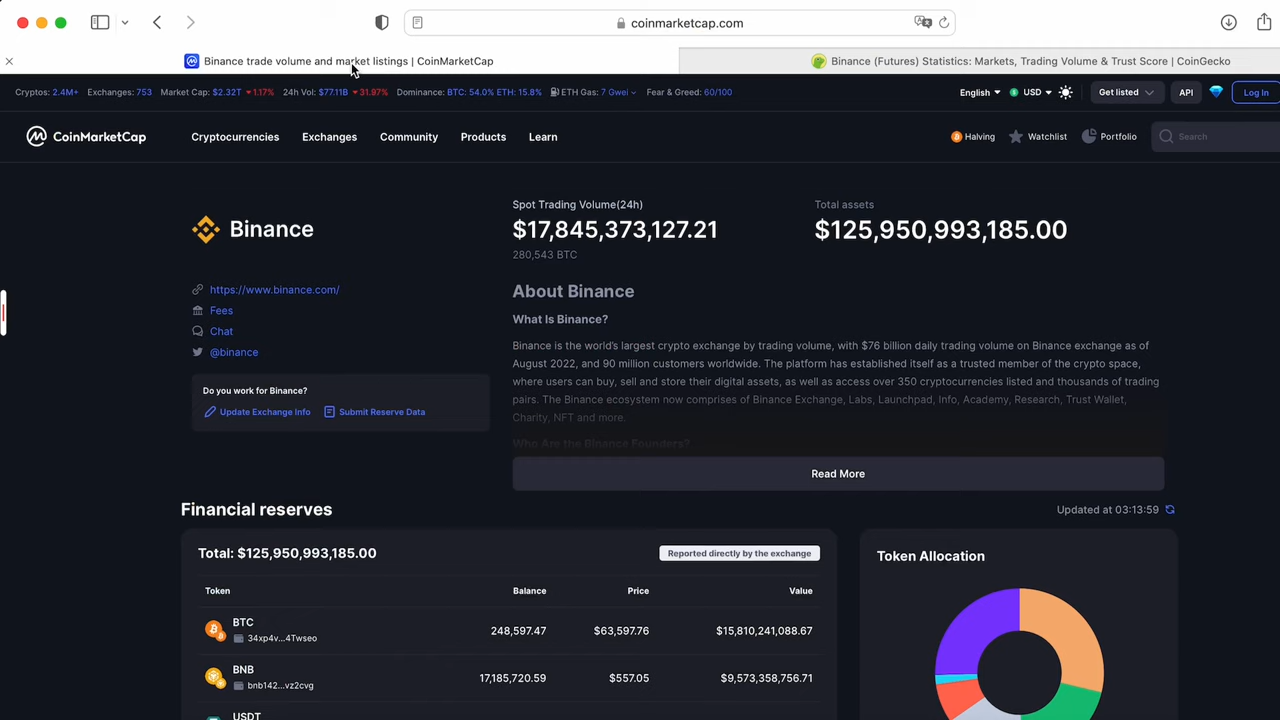 coinmarketcap.com
Binance trade volume and market listings | CoinMarketCap
Binance (Futures) Statistics: Markets, Trading Volume & Trust Score | CoinGecko
Cryptos: 2.4M+ Exchanges: 753 Market Cap: $2.32T 1.17% 24h Vol: $77.11B 31.97% Dominance: BTC: 54.0% ETH: 15.8% ETH Gas: 7 Gwei Fear & Greed: 60/100
English USD Get listed API Log In
CoinMarketCap Cryptocurrencies Exchanges Community Products Learn Halving Watchlist Portfolio Search
Binance
https://www.binance.com/
Fees
Chat
@binance
Do you work for Binance?
Update Exchange Info Submit Reserve Data
Spot Trading Volume(24h)
$17,845,373,127.21
280,543 BTC
Total assets
$125,950,993,185.00
About Binance
What Is Binance?
Binance is the world's largest crypto exchange by trading volume, with $76 billion daily trading volume on Binance exchange as of
August 2022, and 90 million customers worldwide. The platform has established itself as a trusted member of the crypto space,
where users can buy, sell and store their digital assets, as well as access over 350 cryptocurrencies listed and thousands of trading
pairs. The Binance ecosystem now comprises of Binance Exchange, Labs, Launchpad, Info, Academy, Research, Trust Wallet,
Charity, NFT and more.
Who Are the Binance Founders?
Read More
Financial reserves
Updated at 03:13:59
Total: $125,950,993,185.00
Reported directly by the exchange
Token Balance Price Value
BTC
34xp4v...4Twseo
248,597.47 $63,597.76 $15,810,241,088.67
BNB
bnb142...vz2cvg
17,185,720.59 $557.05 $9,573,358,756.71
USDT
Token Allocation